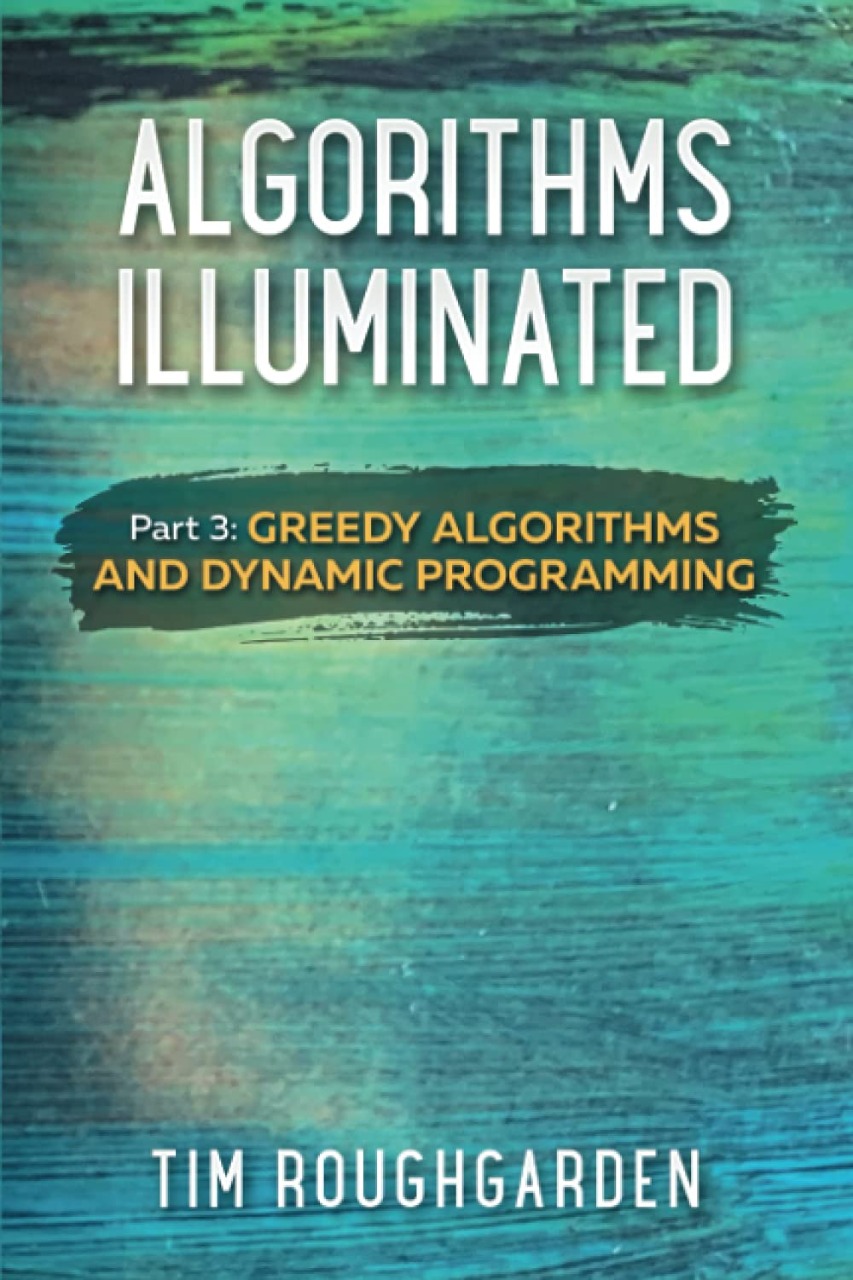 ALGORITHMS
ILLUMINATED
Part 3: GREEDY ALGORITHMS
AND DYNAMIC PROGRAMMING
TIM ROUGHGARDEN